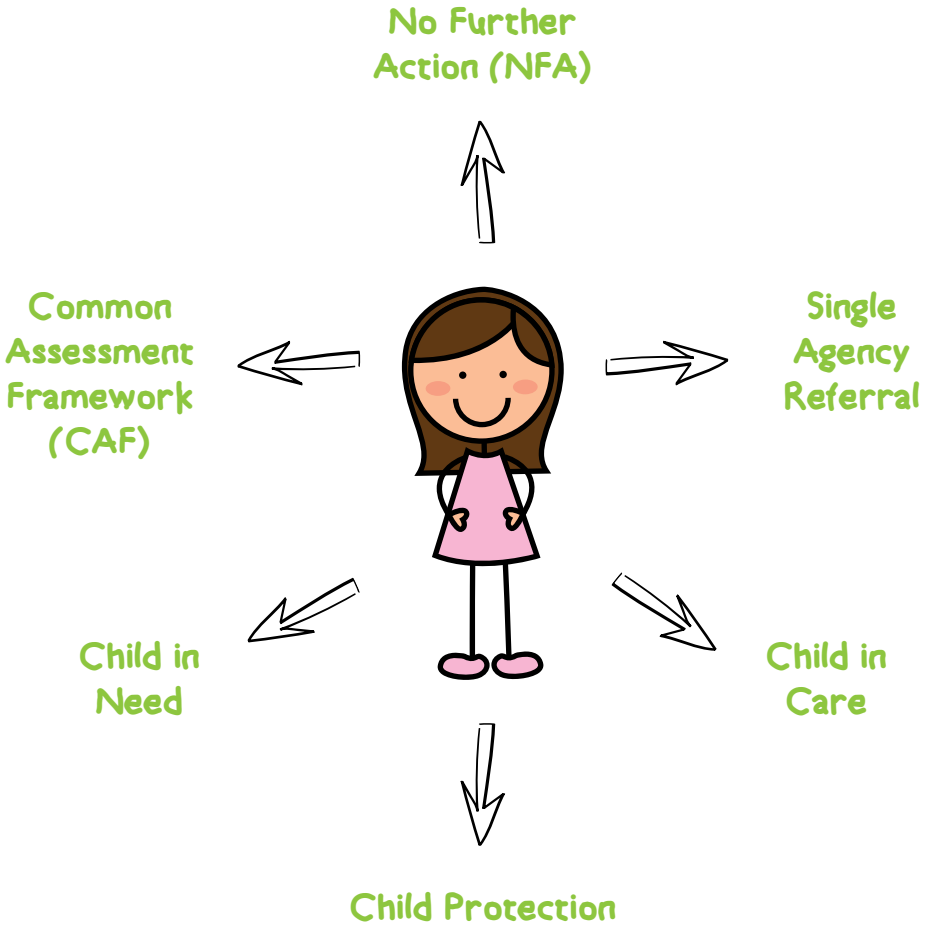 No Further
Action (NFA)
Common
Assessment
Framework
(CAF)
Single
Agency
Referral
Child in
Need
Child in
Care
Child Protection